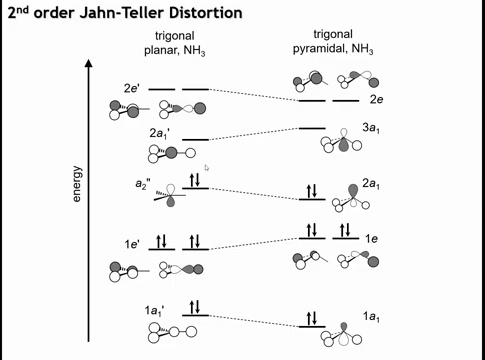 2nd order Jahn-Teller Distortion
trigonal
planar, NH3
trigonal
pyramidal, NH3
energy
2e'
2e
2a1'
3a1
a2"
2a1
1e'
1e
1a1'
1a1